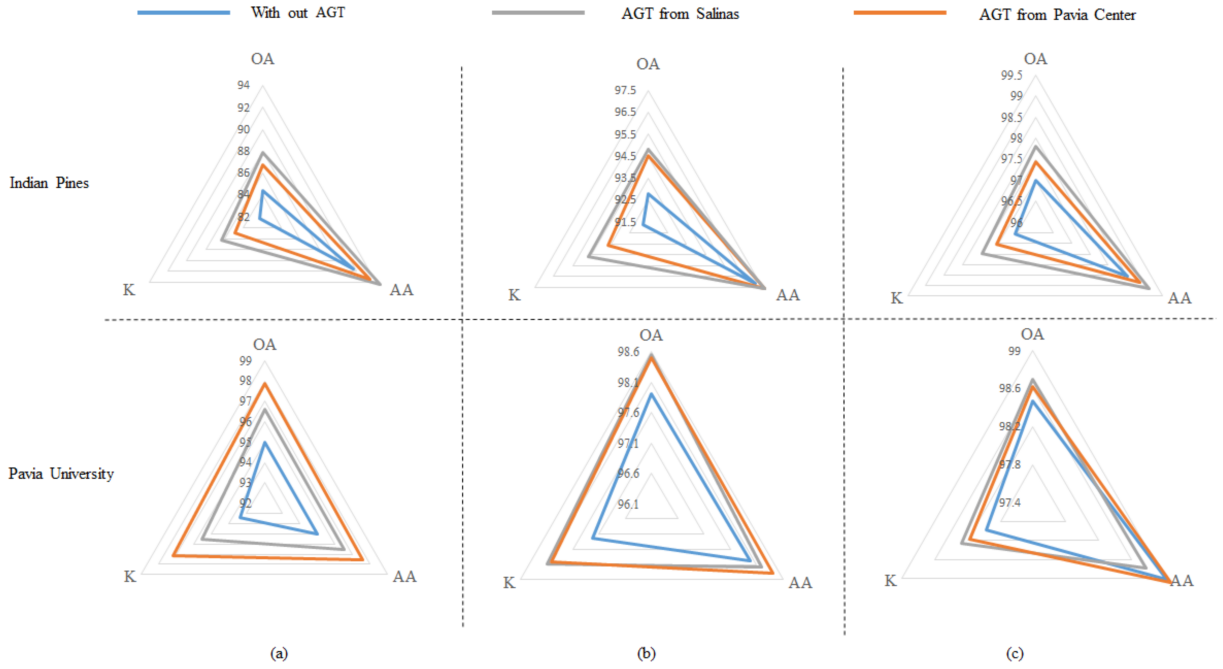 With out AGT AGT from Salinas AGT from Pavia Center
OA
94
92
90
88
86
84
82
K
AA
OA
97.5
96.5
95.5
94.5
93.5
92.5
91.5
K
AA
OA
99.5
99
98.5
98
97.5
97
96.5
96
K
AA
Indian Pines
OA
99
98
97
96
95
94
93
92
K
AA
OA
98.6
98.1
97.6
97.1
96.6
96.1
K
AA
OA
99
98.6
98.2
97.8
97.4
K
AA
Pavia University
(a) (b) (c)